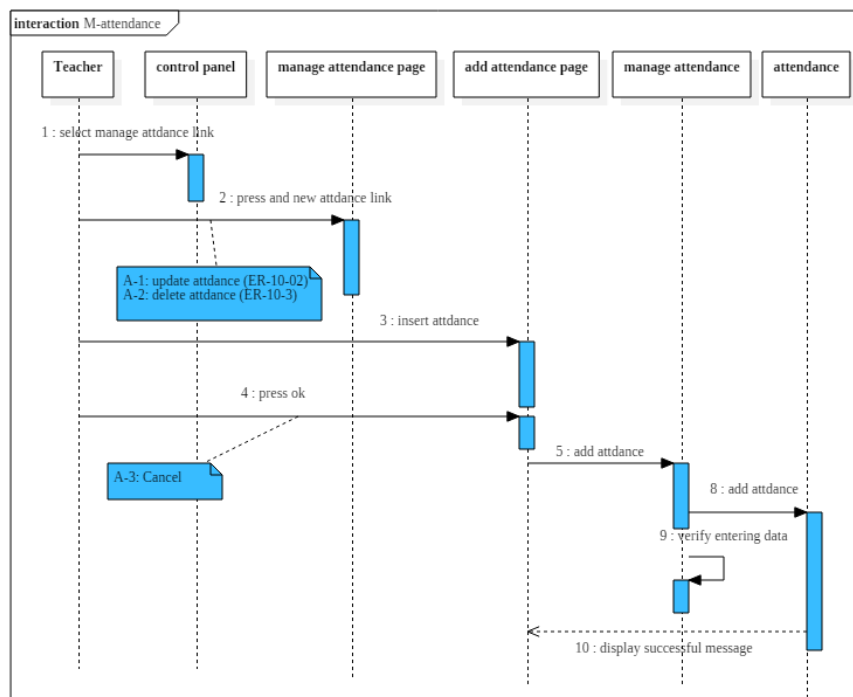 interaction M-attendance
Teacher
control panel
manage attendance page
add attendance page
manage attendance
attendance
1 : select manage attdance link
2 : press and new attdance link
A-1: update attdance (ER-10-02)
A-2: delete attdance (ER-10-3)
3 : insert attdance
4 : press ok
A-3: Cancel
5 : add attdance
8 : add attdance
9 : verify entering data
10 : display successful message